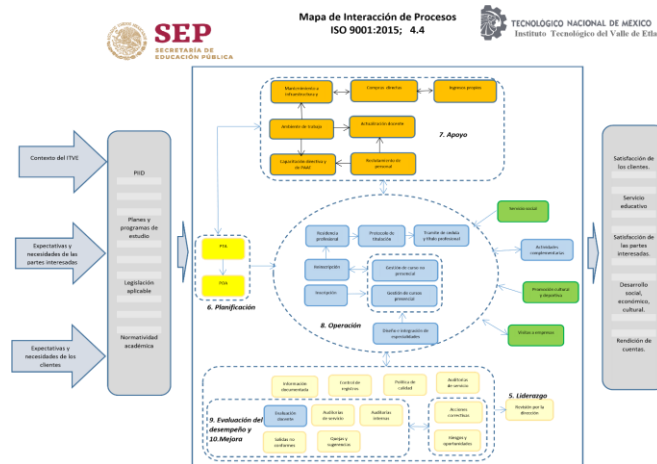 SEP
SECRETARÍA DE
EDUCACIÓN PÚBLICA
Mapa de Interacción de Procesos
ISO 9001:2015; 4.4
TECNOLÓGICO NACIONAL DE MÉXICO
Instituto Tecnológico del Valle de Etla
Contexto del ITVE
Expectativas y
necesidades de las
partes interesadas
Expectativas y
necesidades de los
clientes
PIID
Planes y
programas de
estudio
Legislación
aplicable
Normatividad
académica
Mantenimiento e
infraestructura
Compras directas
Ingresos propios
Ambiente de trabajo
Actualización docente
Capacitación directiva y de
Reclutamiento de
personal
7. Apoyo
PTA
POA
6. Planificación
Residencia
profesional
Protocolo de
titulación
Tramite de cedula
y título profesional
Reinscripción
Gestión de curso no
presencial
Inscripción
Gestión de cursos
presencial
8. Operación
Diseño e integración de
especialidades
Servicio social
Actividades
complementarias
Promoción cultural
y deportiva
Visitas a empresas
Información
documentada
Control de
registros
Política de
calidad
Auditorías
de servicio
5. Liderazgo
Revisión por la
dirección
9. Evaluación del
desempeño y
10.Mejora
Evaluación
docente
Auditorías
de servicio
Auditorías
internas
Salidas no
conformes
Quejas y
sugerencias
Acciones
correctivas
Riesgos y
oportunidades
Satisfacción de
los clientes.
Servicio
educativo
Satisfacción de
las partes
interesadas.
Desarrollo
social,
económico,
cultural.
Rendición de
cuentas.